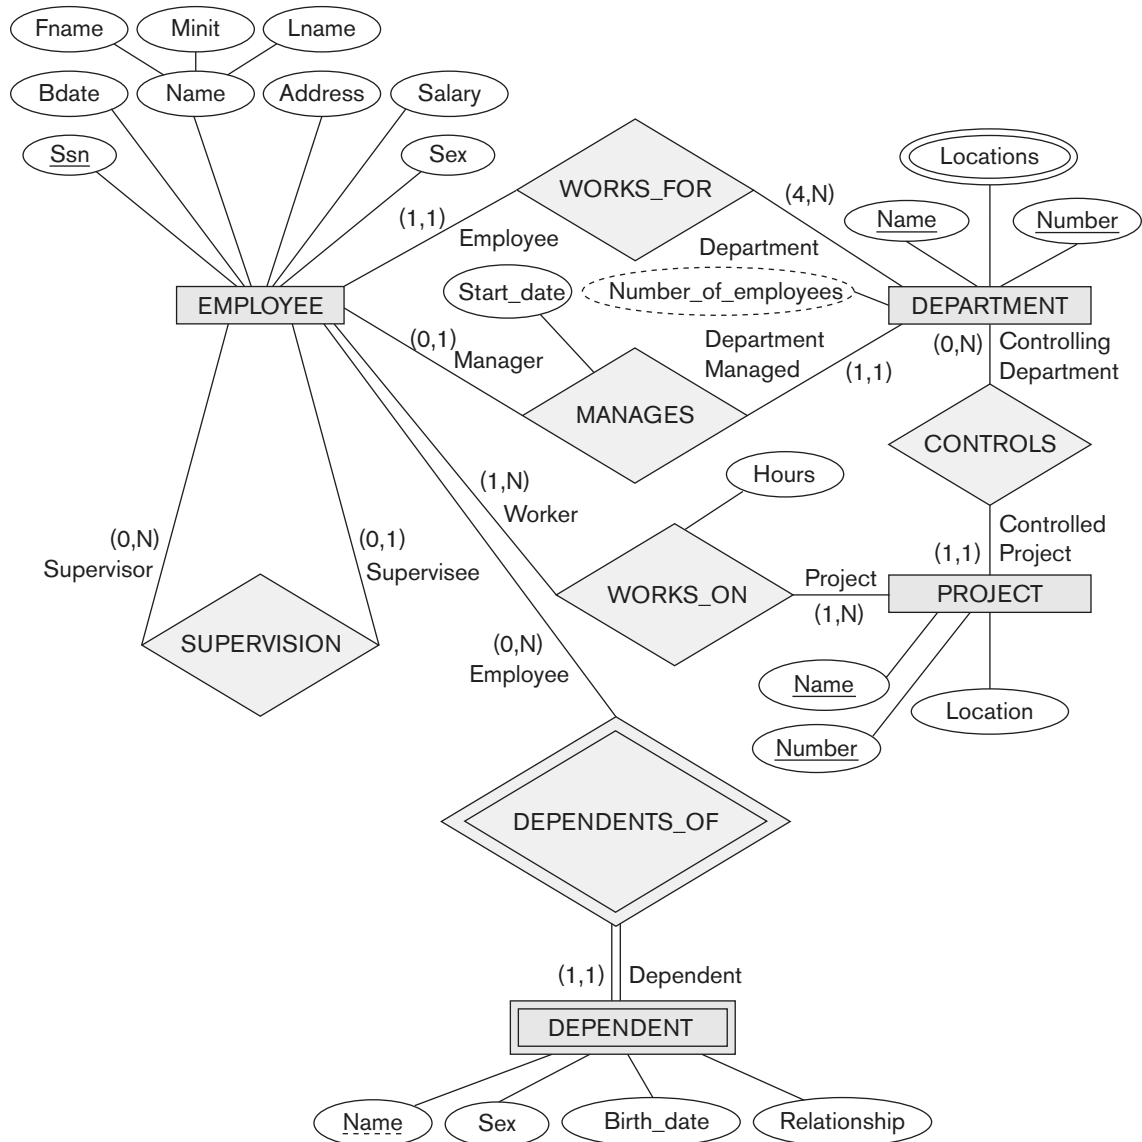 Fname
Minit
Lname
Bdate
Name
Address
Salary
Ssn
Sex
WORKS_FOR
Locations
Name
Number
(1,1)
Employee
(4,N)
Department
Start_date
Number_of_employees
EMPLOYEE
DEPARTMENT
(0,1)
Manager
Department
Managed
(1,1)
(0,N)
Controlling
Department
MANAGES
CONTROLS
Hours
(1,N)
Worker
(0,N)
Supervisor
(0,1)
Supervisee
Controlled
Project
(1,1)
WORKS_ON
Project
(1,N)
PROJECT
SUPERVISION
(0,N)
Employee
Name
Location
Number
DEPENDENTS_OF
(1,1)
Dependent
DEPENDENT
Name
Sex
Birth_date
Relationship